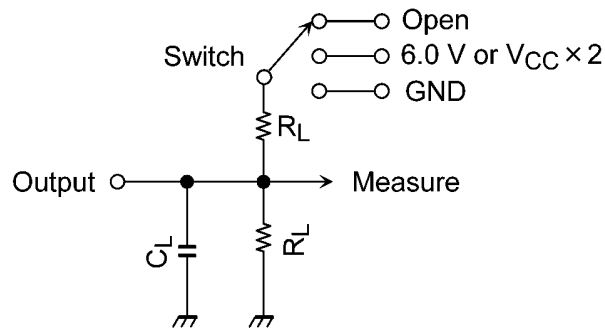 Open
Switch
6.0 V or VCC × 2
GND
RL
Output
Measure
CL
RL